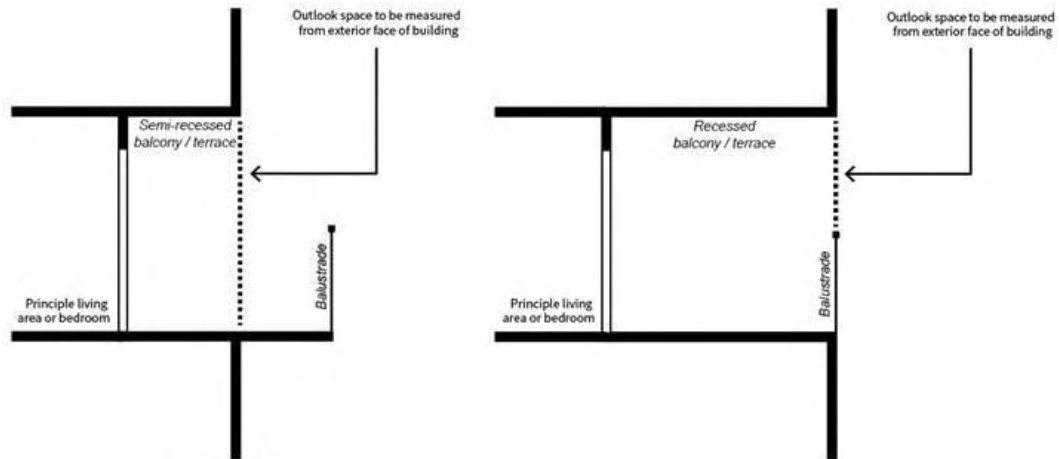 Outlook space to be measured
from exterior face of building
Semi-recessed
balcony / terrace
Balustrade
Principle living
area or bedroom
Outlook space to be measured
from exterior face of building
Recessed
balcony / terrace
Balustrade
Principle living
area or bedroom